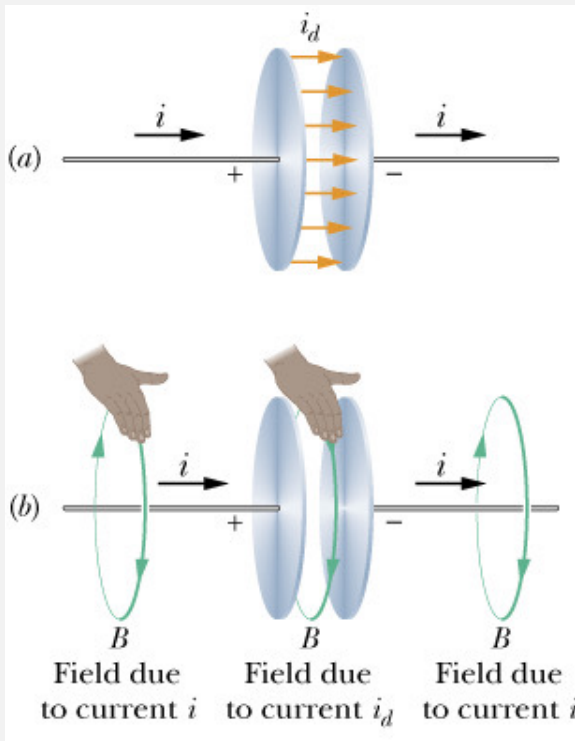 i_d
i i
(a)
+ −
i i
(b)
+ −
B B B
Field due Field due Field due
to current i to current i_d to current i